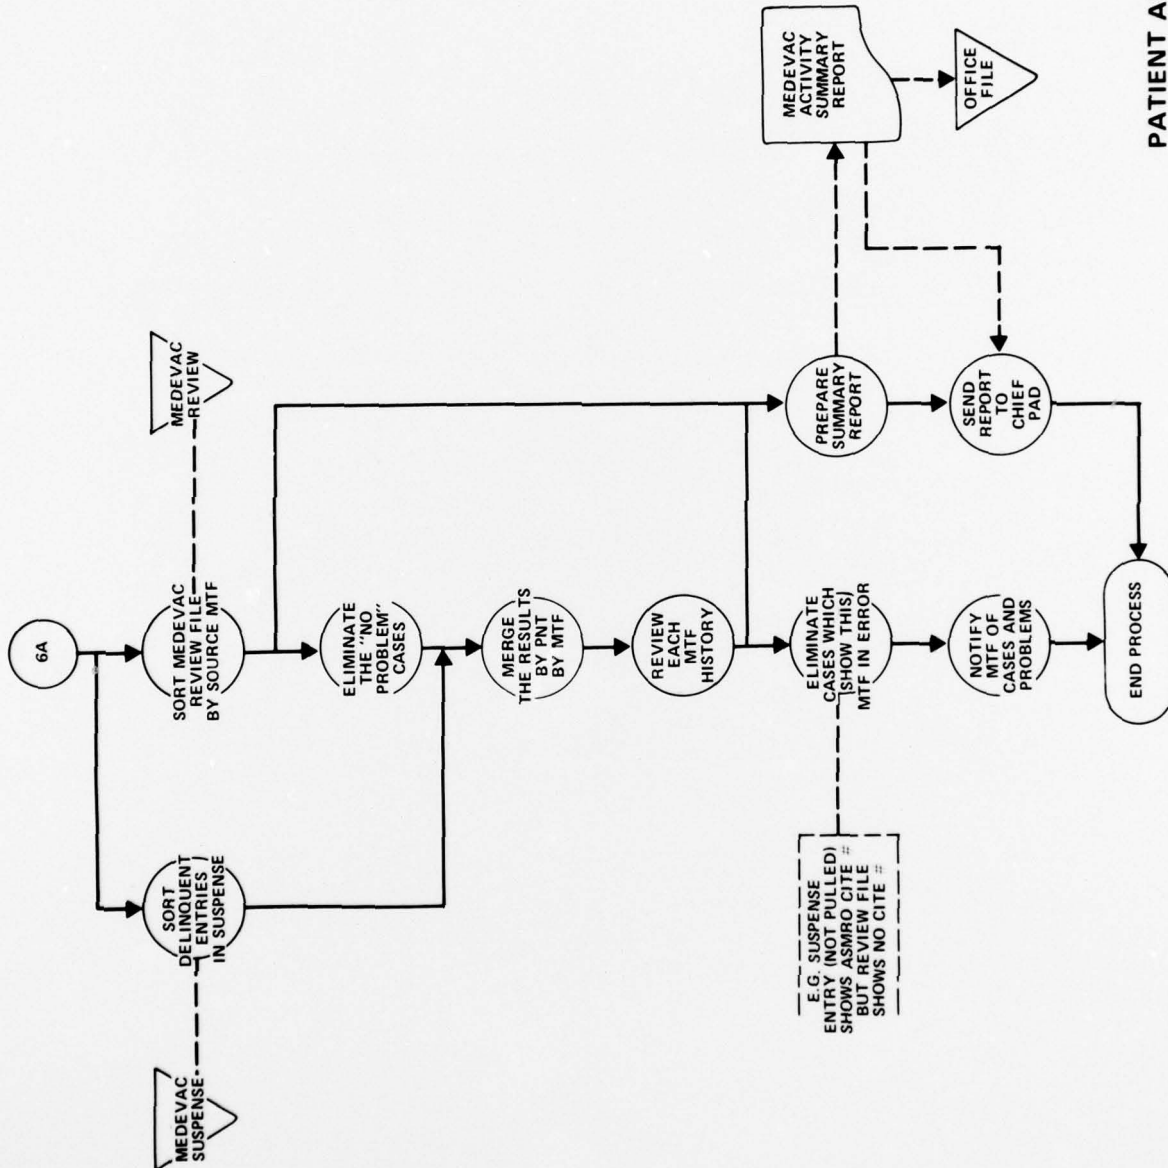 6A
MEDEVAC
REVIEW
SORT MEDEVAC
REVIEW FILE
BY SOURCE MTF
SORT
DELINQUENT
ENTRIES
IN SUSPENSE
MEDEVAC
SUSPENSE
ELIMINATE
THE "NO
PROBLEM"
CASES
MERGE
THE RESULTS
BY PNT
BY MTF
REVIEW
EACH
MTF
HISTORY
ELIMINATE
CASES WHICH
SHOW THIS
MTF IN ERROR
E.G. SUSPENSE
ENTRY (NOT PULLED)
SHOWS ASMRO CITE #
BUT REVIEW FILE
SHOWS NO CITE #
NOTIFY
MTF OF
CASES AND
PROBLEMS
PREPARE
SUMMARY
REPORT
MEDEVAC
ACTIVITY
SUMMARY
REPORT
OFFICE
FILE
SEND
REPORT
TO
CHIEF
PAD
END PROCESS
PATIENT A